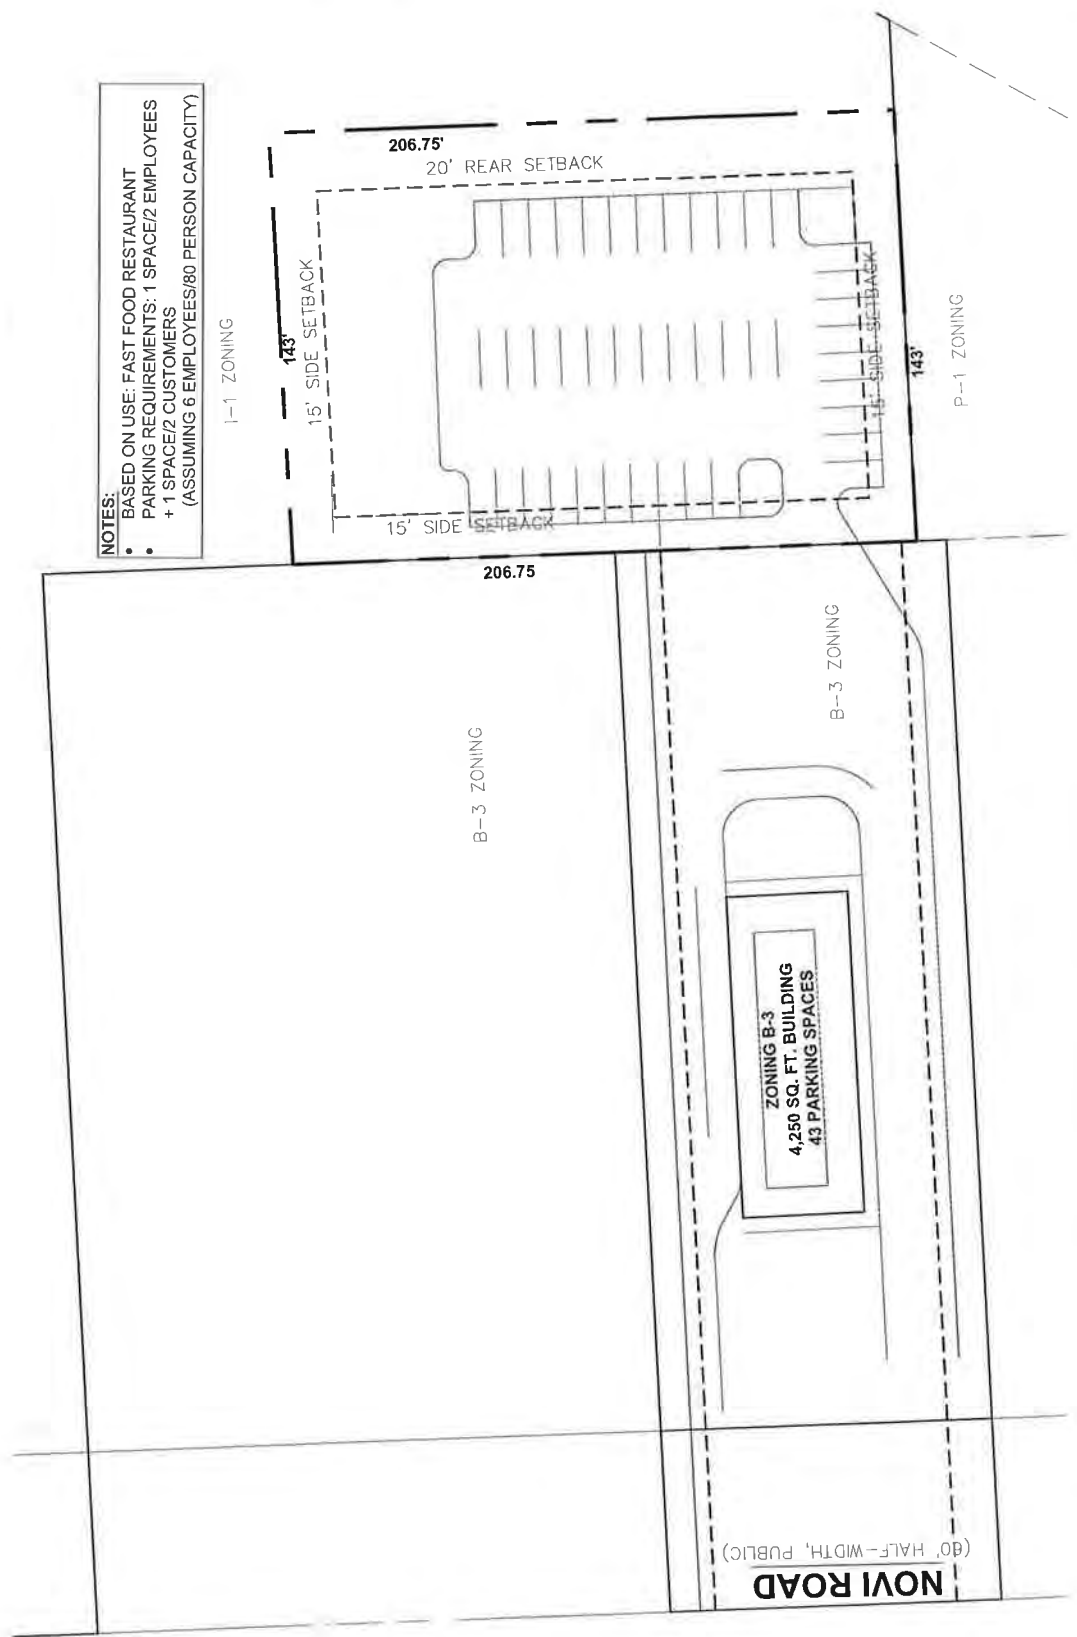 NOTES:
• BASED ON USE: FAST FOOD RESTAURANT
• PARKING REQUIREMENTS: 1 SPACE/2 EMPLOYEES
+ 1 SPACE/2 CUSTOMERS
(ASSUMING 6 EMPLOYEES/80 PERSON CAPACITY)
I-1 ZONING
143'
15' SIDE SETBACK
206.75'
20' REAR SETBACK
15' SIDE SETBACK
206.75
15' SIDE SETBACK
143'
P-1 ZONING
B-3 ZONING
B-3 ZONING
ZONING B-3
4,250 SQ. FT. BUILDING
43 PARKING SPACES
NOVI ROAD
(60' HALF-WIDTH, PUBLIC)